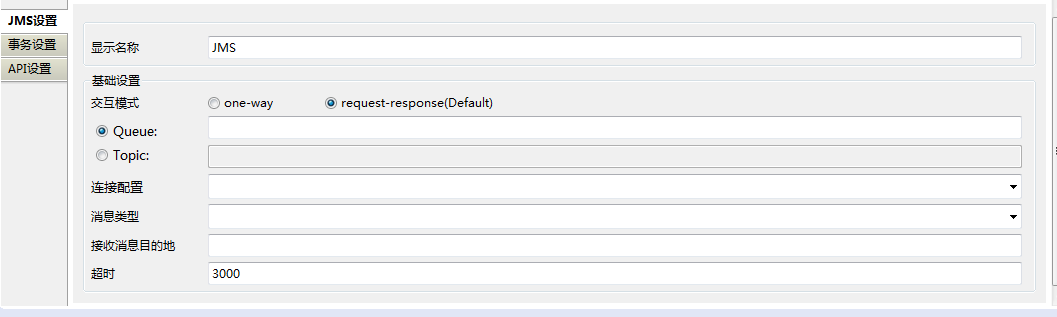 JMS设置
事务设置
API设置
显示名称 JMS
基础设置
交互模式 one-way request-response(Default)
Queue:
Topic:
连接配置
消息类型
接收消息目的地
超时 3000